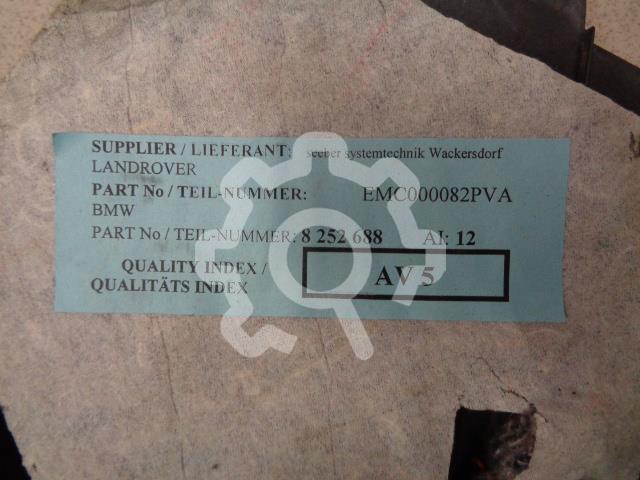 SUPPLIER / LIEFERANT: seeber systemtechnik Wackersdorf
LANDROVER
PART No / TEIL-NUMMER: EMC000082PVA
BMW
PART No / TEIL-NUMMER: 8 252 688 AI: 12
QUALITY INDEX / AV 5
QUALITÄTS INDEX